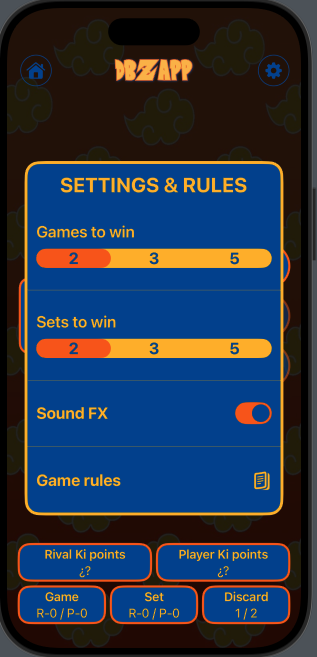 DBZAPP
SETTINGS & RULES
Games to win
2 3 5
Sets to win
2 3 5
Sound FX
Game rules
Rival Ki points
¿?
Player Ki points
¿?
Game
R-0 / P-0
Set
R-0 / P-0
Discard
1 / 2